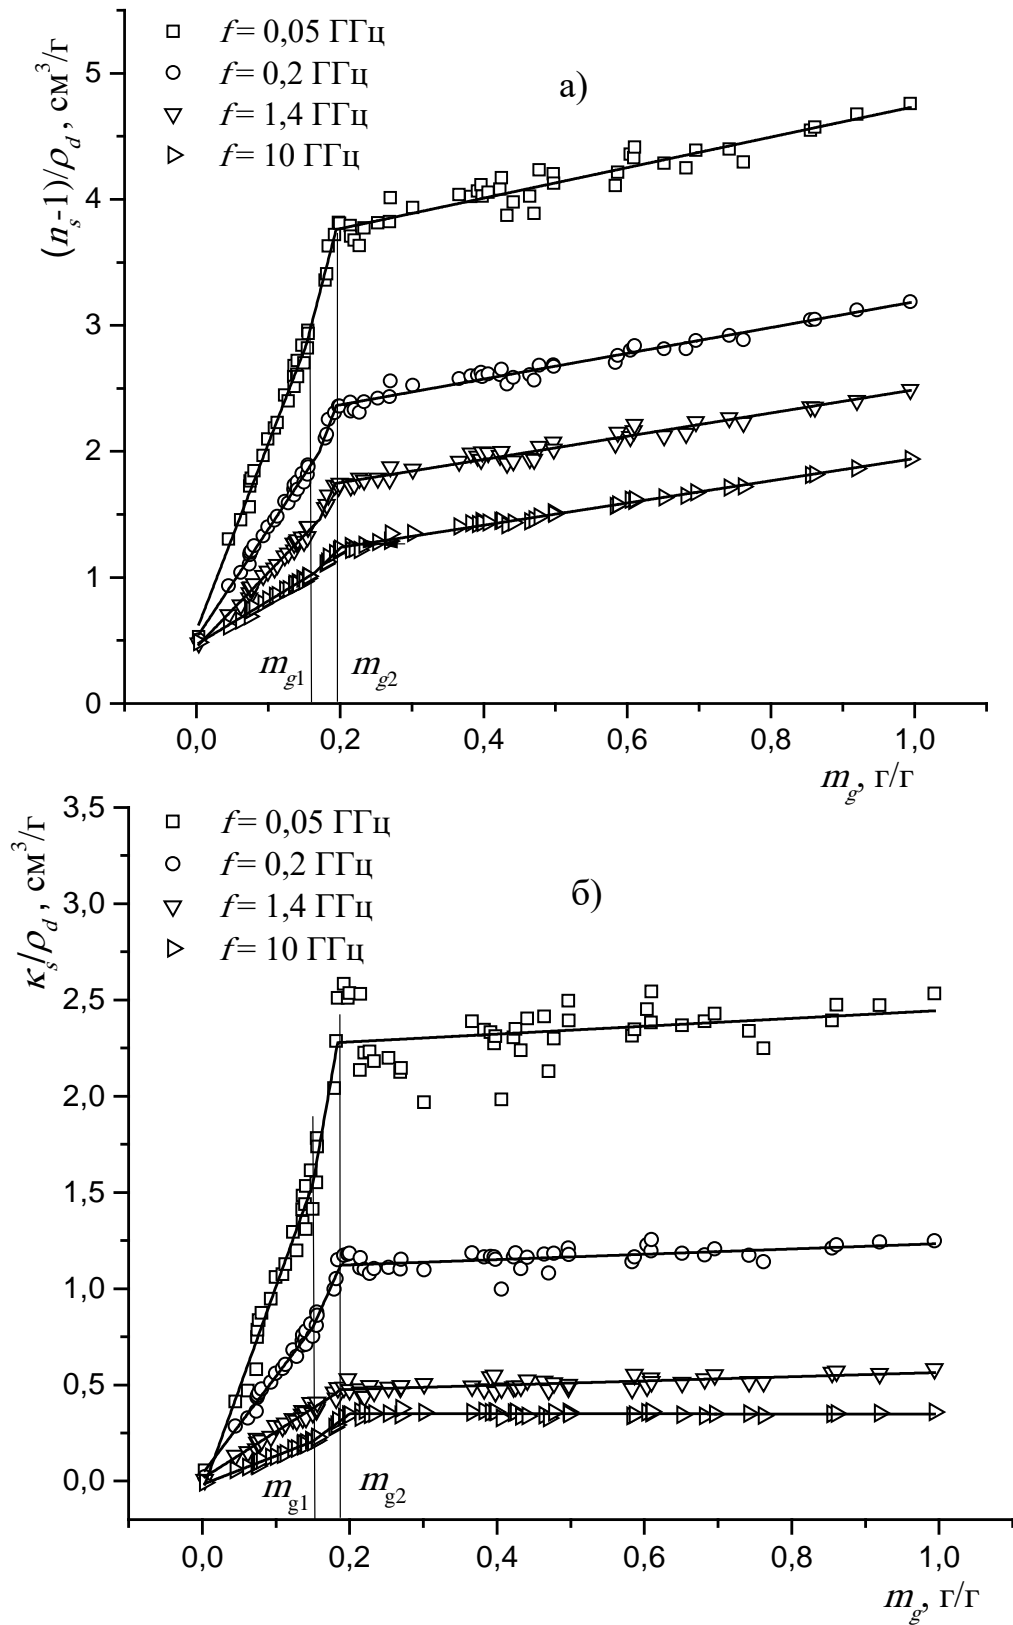 f = 0,05 ГГц
f = 0,2 ГГц
f = 1,4 ГГц
f = 10 ГГц
а)
(n_s-1)/ρ_d , см³/г
5
4
3
2
1
0
m_g1 m_g2
0,0 0,2 0,4 0,6 0,8 1,0
m_g, г/г
3,5
f = 0,05 ГГц
f = 0,2 ГГц
f = 1,4 ГГц
f = 10 ГГц
б)
κ_s/ρ_d , см³/г
3,0
2,5
2,0
1,5
1,0
0,5
0,0
m_g1 m_g2
0,0 0,2 0,4 0,6 0,8 1,0
m_g, г/г